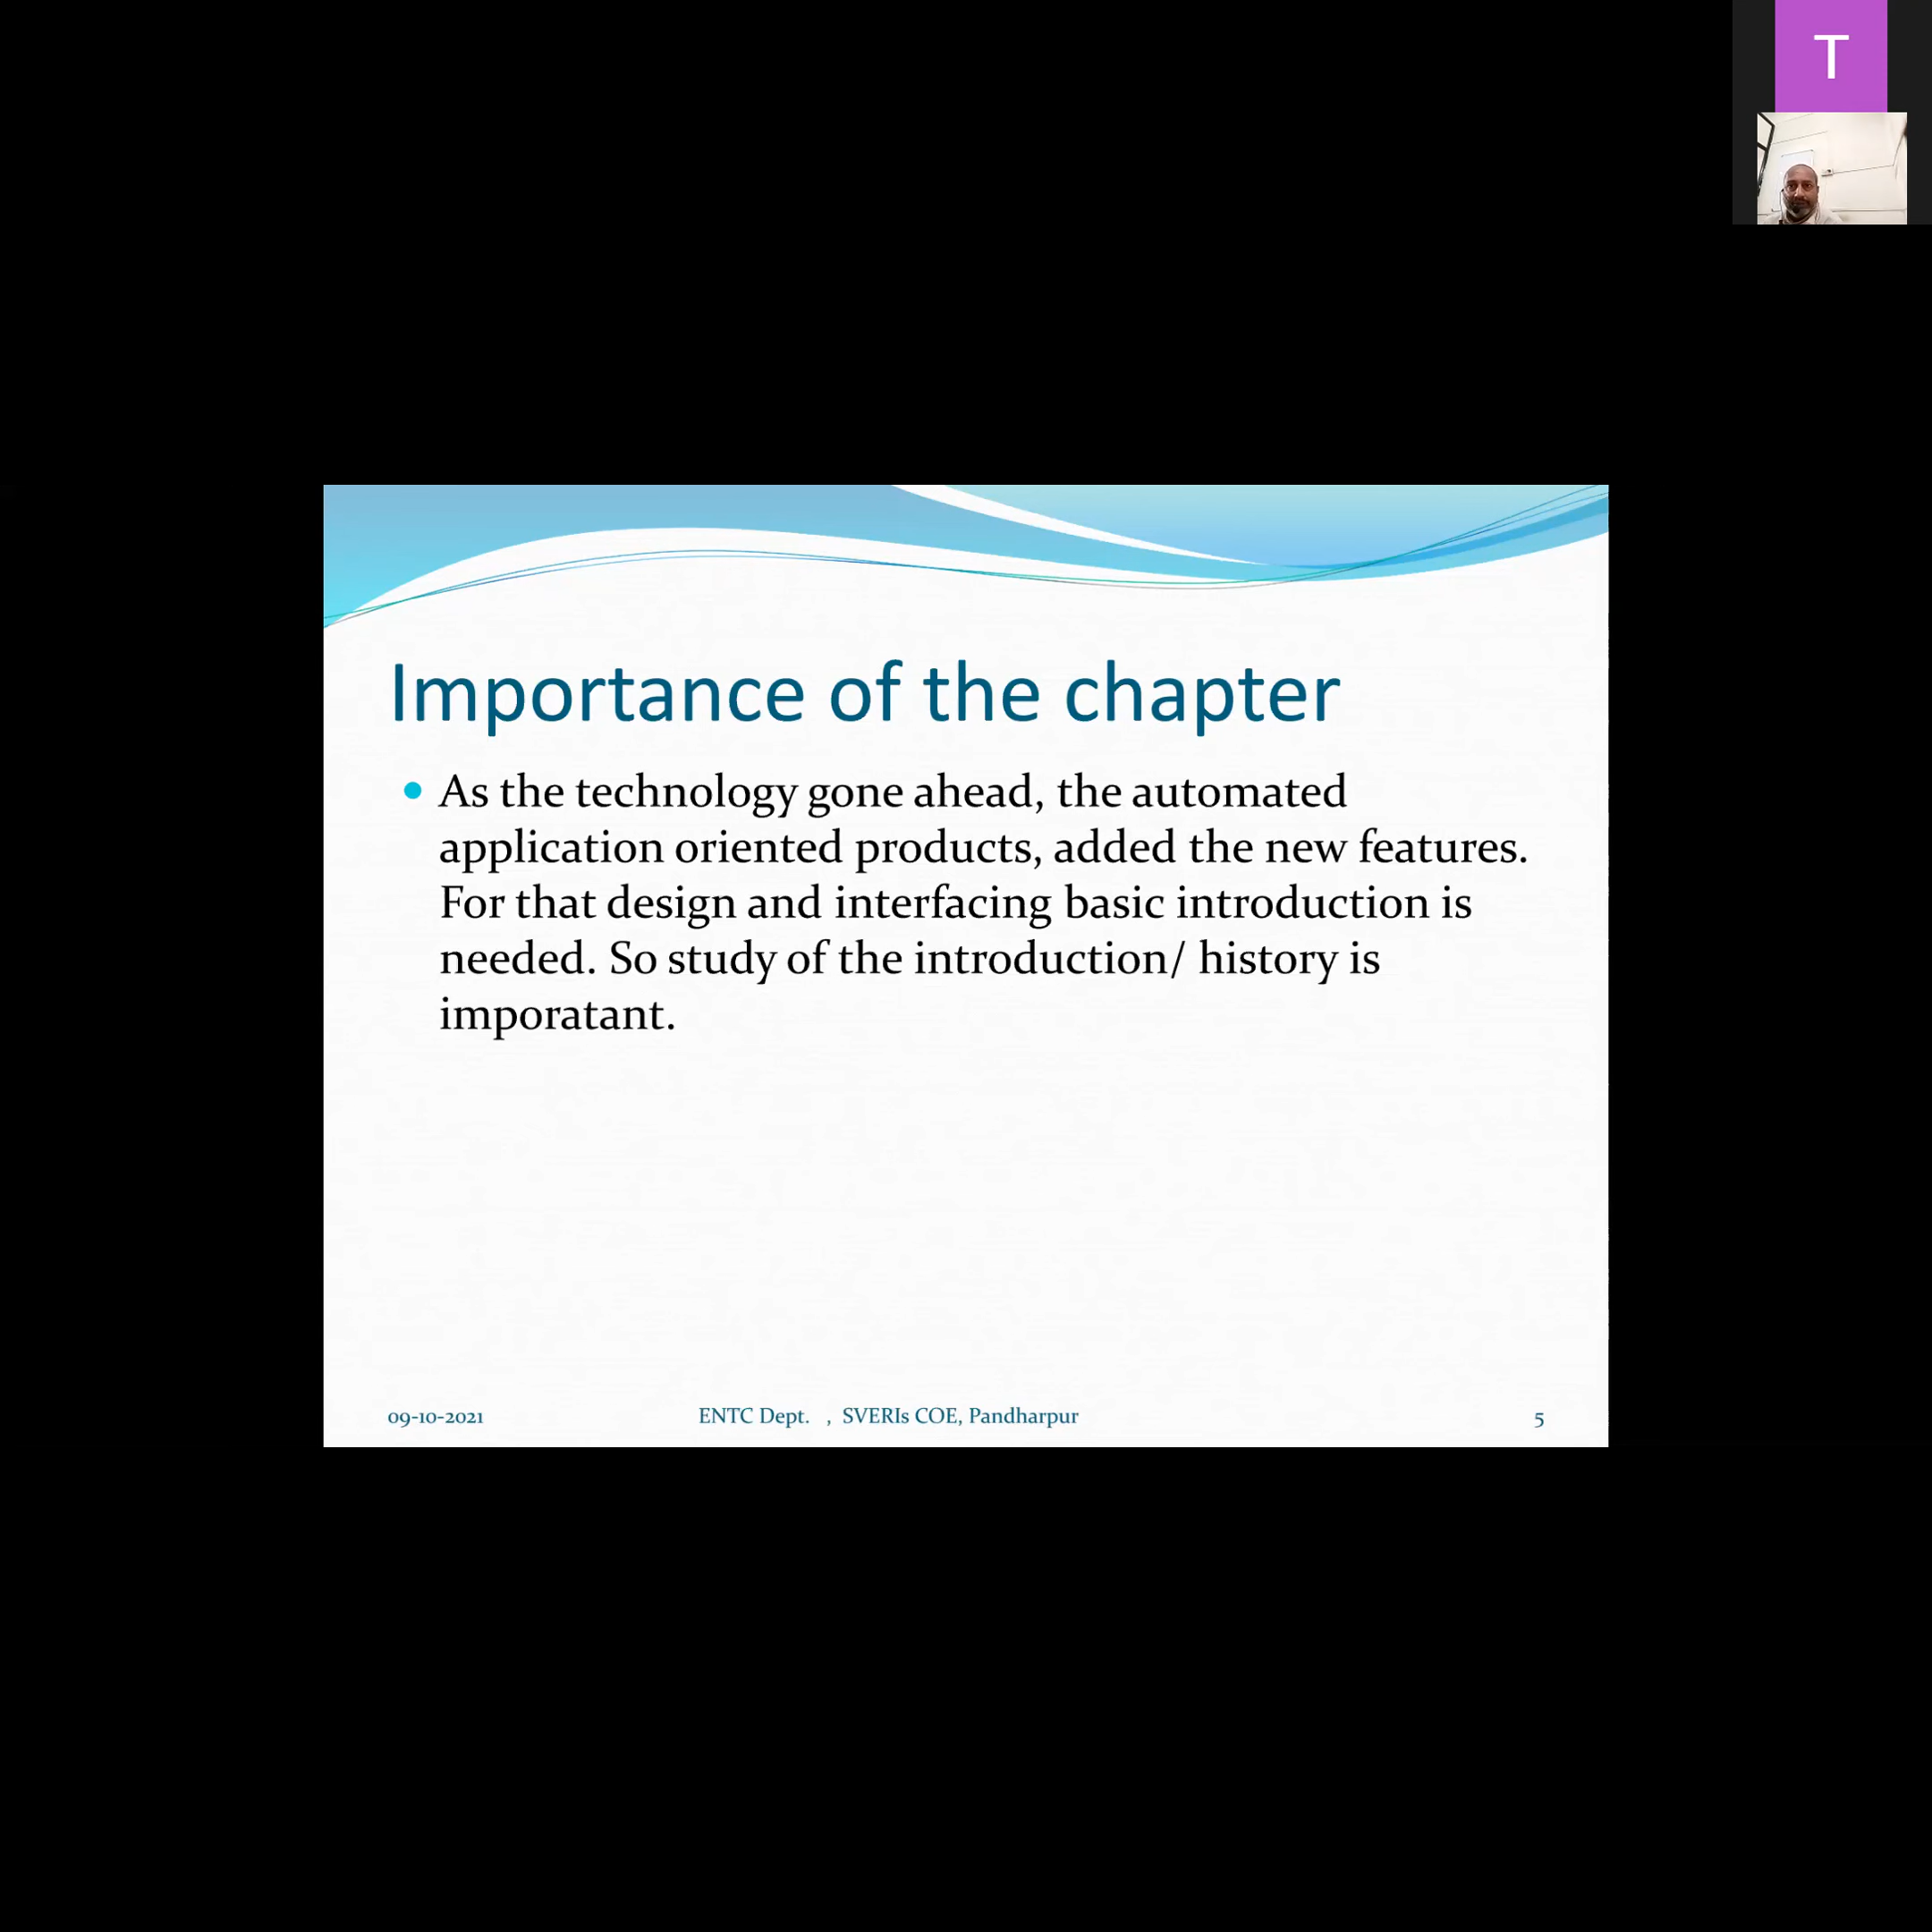 T
Importance of the chapter
As the technology gone ahead, the automated
application oriented products, added the new features.
For that design and interfacing basic introduction is
needed. So study of the introduction/ history is
imporatant.
09-10-2021 ENTC Dept. , SVERIs COE, Pandharpur 5